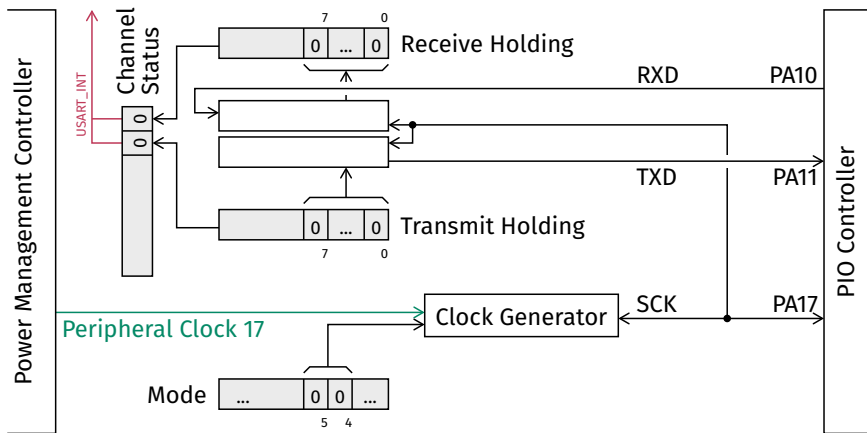 Power Management Controller
USART_INT
Channel
Status
0
0
7 0
0 ... 0
Receive Holding
RXD PA10
TXD PA11
0 ... 0
Transmit Holding
7 0
Peripheral Clock 17
Clock Generator
SCK PA17
Mode
... 0 0 ...
5 4
PIO Controller